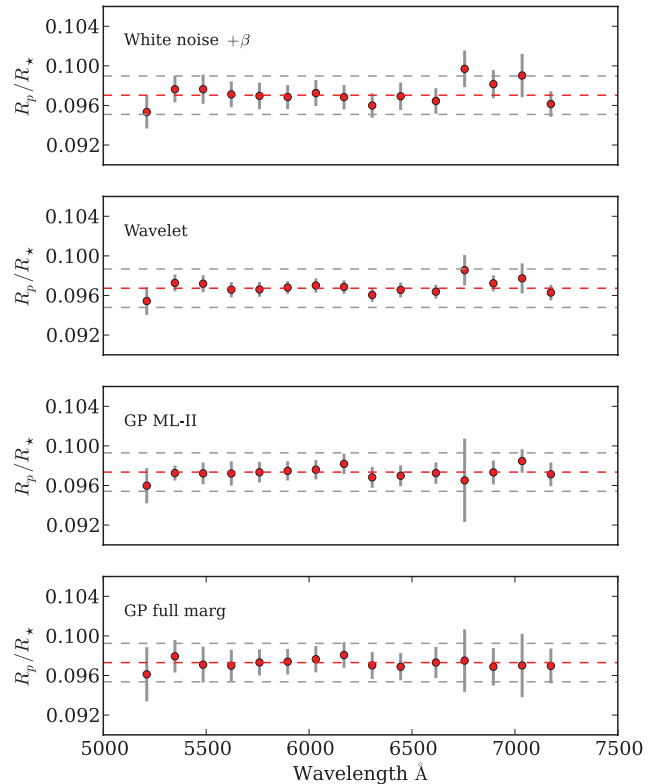 White noise +β
0.104
0.100
0.096
0.092
R_p/R_⋆
Wavelet
0.104
0.100
0.096
0.092
R_p/R_⋆
GP ML-II
0.104
0.100
0.096
0.092
R_p/R_⋆
GP full marg
0.104
0.100
0.096
0.092
R_p/R_⋆
5000 5500 6000 6500 7000 7500
Wavelength Å